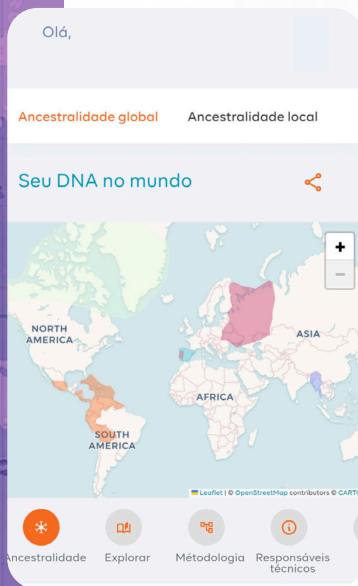 Olá,
Ancestralidade global Ancestralidade local
Seu DNA no mundo
+
−
NORTH
AMERICA
ASIA
AFRICA
SOUTH
AMERICA
Leaflet | © OpenStreetMap contributors © CARTO
Ancestralidade Explorar Métodologia Responsáveis
técnicos